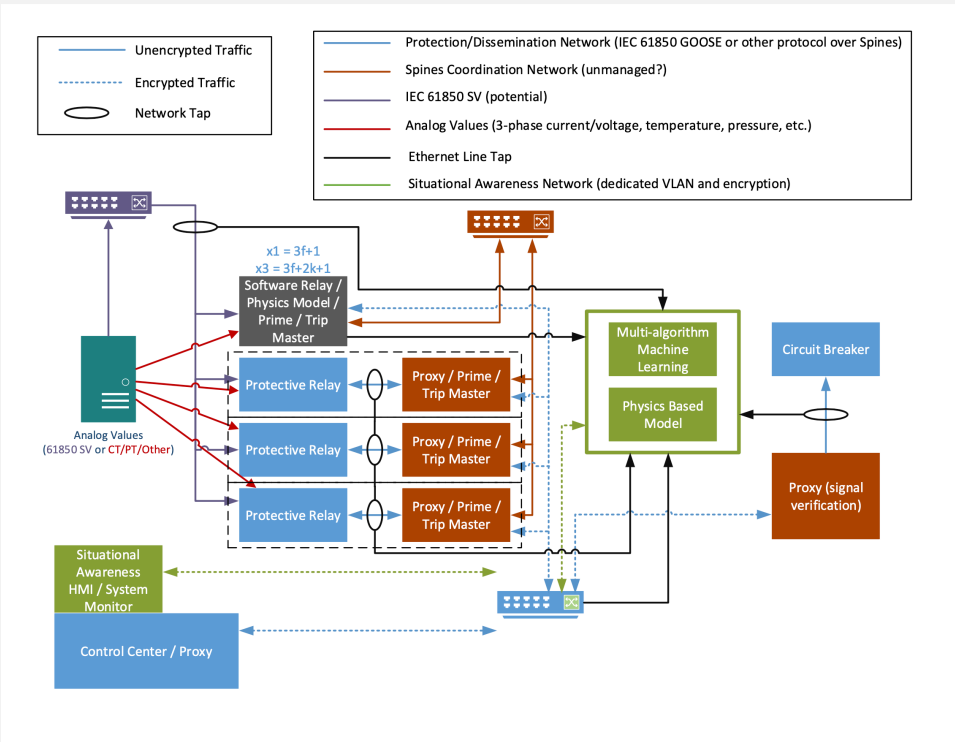 Unencrypted Traffic
Encrypted Traffic
Network Tap
Protection/Dissemination Network (IEC 61850 GOOSE or other protocol over Spines)
Spines Coordination Network (unmanaged?)
IEC 61850 SV (potential)
Analog Values (3-phase current/voltage, temperature, pressure, etc.)
Ethernet Line Tap
Situational Awareness Network (dedicated VLAN and encryption)
x1 = 3f+1
x3 = 3f+2k+1
Software Relay /
Physics Model /
Prime / Trip
Master
Multi-algorithm
Machine
Learning
Physics Based
Model
Circuit Breaker
Protective Relay
Proxy / Prime /
Trip Master
Protective Relay
Proxy / Prime /
Trip Master
Protective Relay
Proxy / Prime /
Trip Master
Analog Values
(61850 SV or CT/PT/Other)
Proxy (signal
verification)
Situational
Awareness
HMI / System
Monitor
Control Center / Proxy